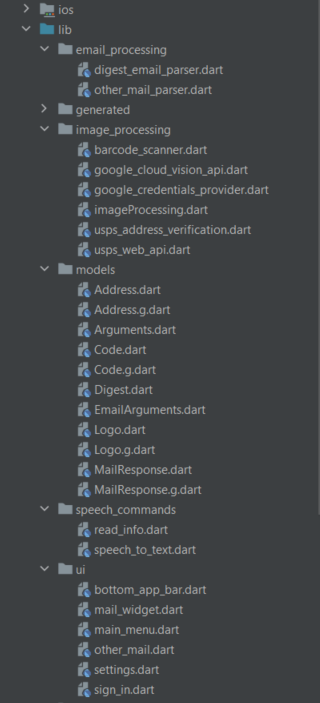 ios
lib
email_processing
digest_email_parser.dart
other_mail_parser.dart
generated
image_processing
barcode_scanner.dart
google_cloud_vision_api.dart
google_credentials_provider.dart
imageProcessing.dart
usps_address_verification.dart
usps_web_api.dart
models
Address.dart
Address.g.dart
Arguments.dart
Code.dart
Code.g.dart
Digest.dart
EmailArguments.dart
Logo.dart
Logo.g.dart
MailResponse.dart
MailResponse.g.dart
speech_commands
read_info.dart
speech_to_text.dart
ui
bottom_app_bar.dart
mail_widget.dart
main_menu.dart
other_mail.dart
settings.dart
sign_in.dart